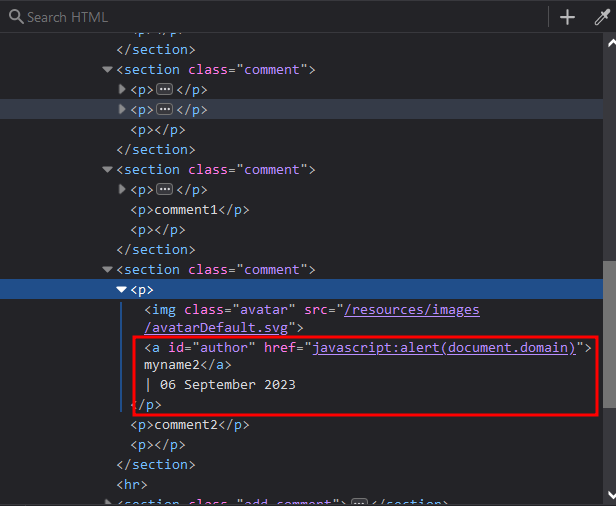 Search HTML
<p></p>
</section>
<section class="comment">
<p>···</p>
<p>···</p>
<p></p>
</section>
<section class="comment">
<p>···</p>
<p>comment1</p>
<p></p>
</section>
<section class="comment">
<p>
<img class="avatar" src="/resources/images
/avatarDefault.svg">
<a id="author" href="javascript:alert(document.domain)">
myname2</a>
| 06 September 2023
</p>
<p>comment2</p>
<p></p>
</section>
<hr>
<section class="add-comment">···</section>